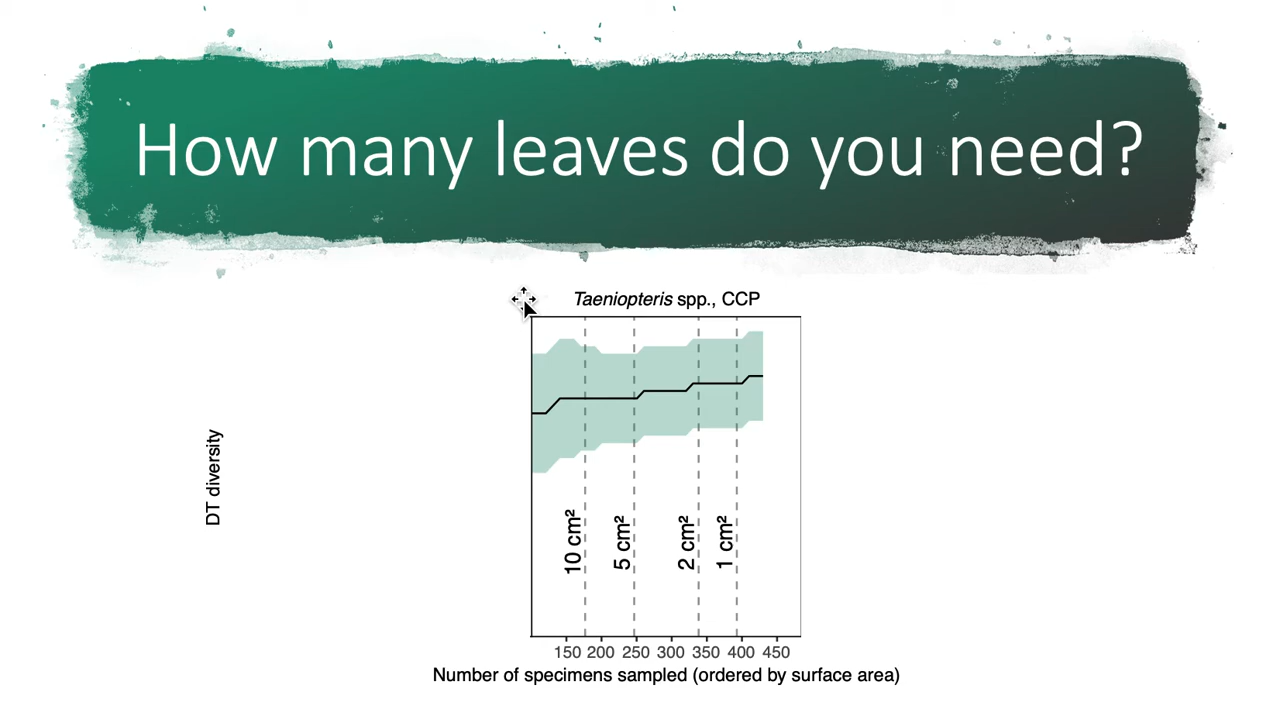 How many leaves do you need?
Taeniopteris spp., CCP
DT diversity
10 cm²
5 cm²
2 cm²
1 cm²
150 200 250 300 350 400 450
Number of specimens sampled (ordered by surface area)